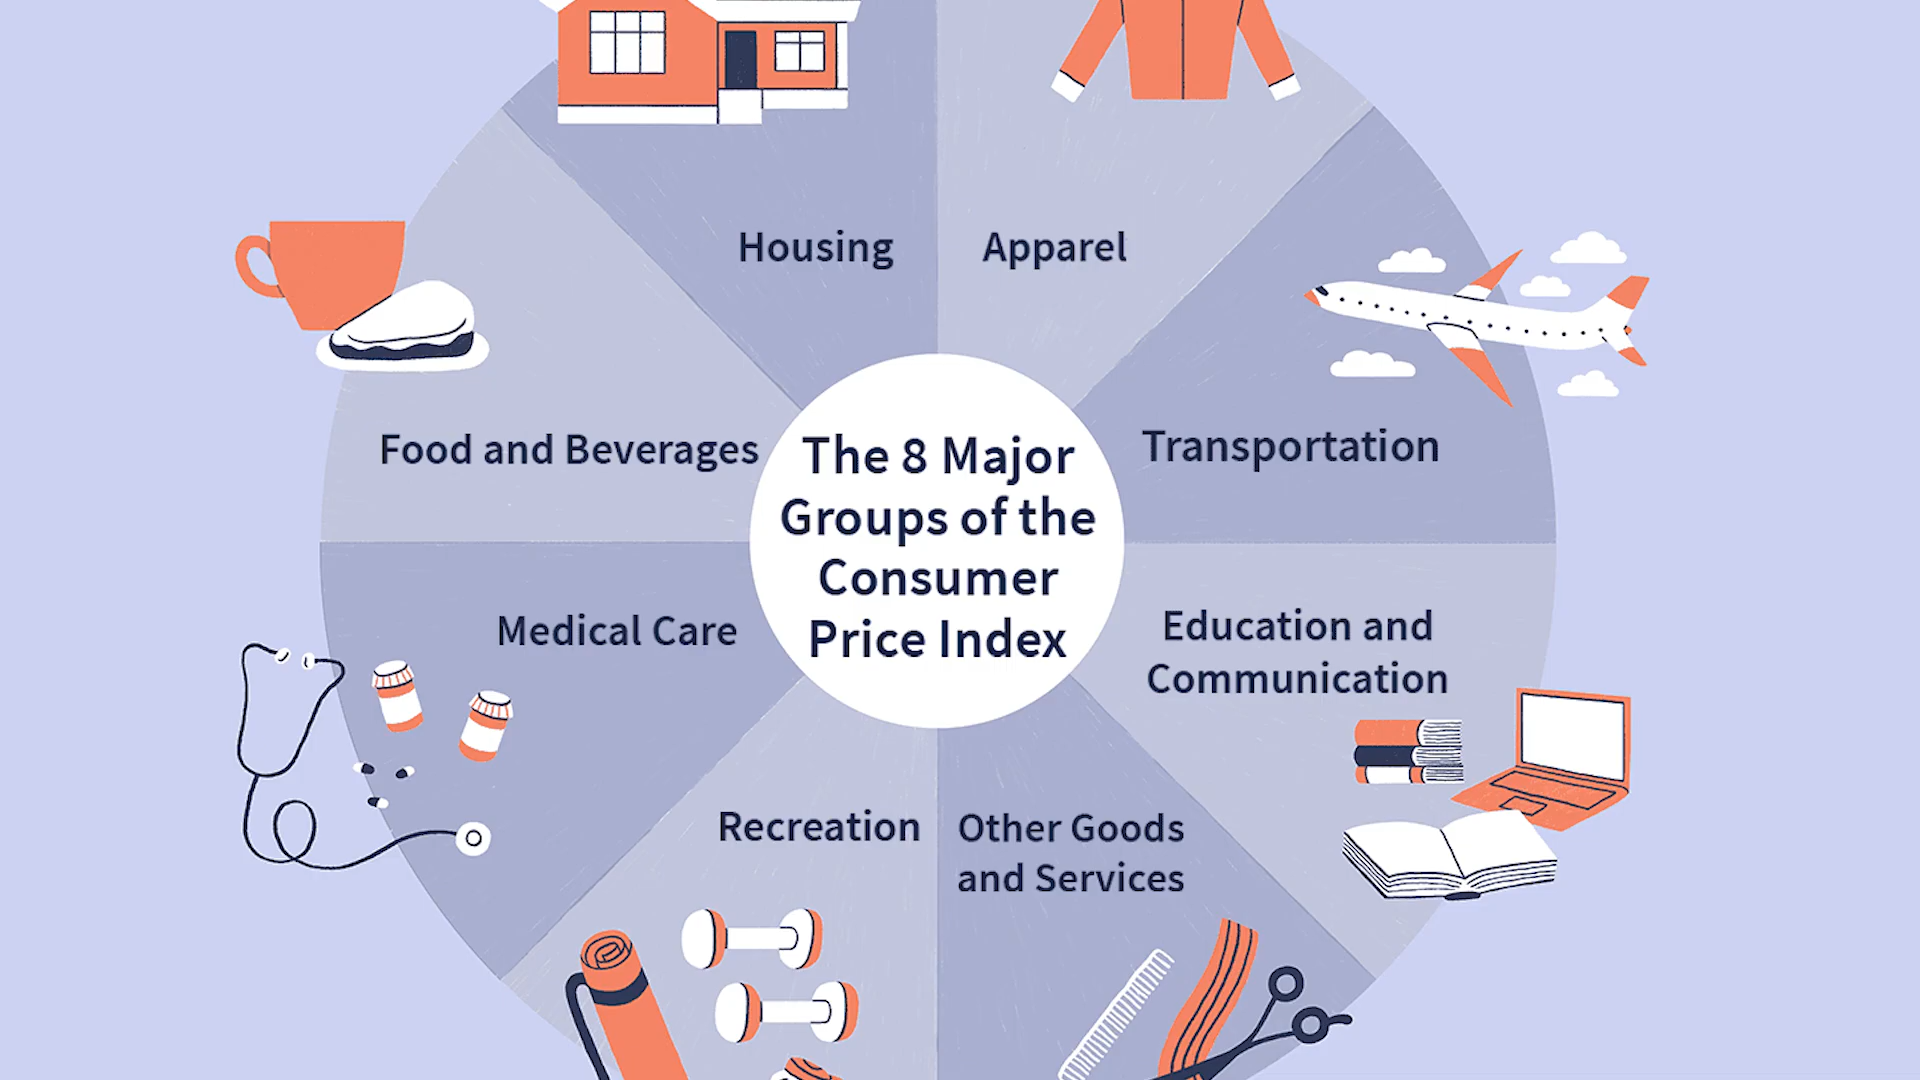 Housing
Apparel
Food and Beverages
Transportation
The 8 Major
Groups of the
Consumer
Price Index
Medical Care
Education and
Communication
Recreation
Other Goods
and Services